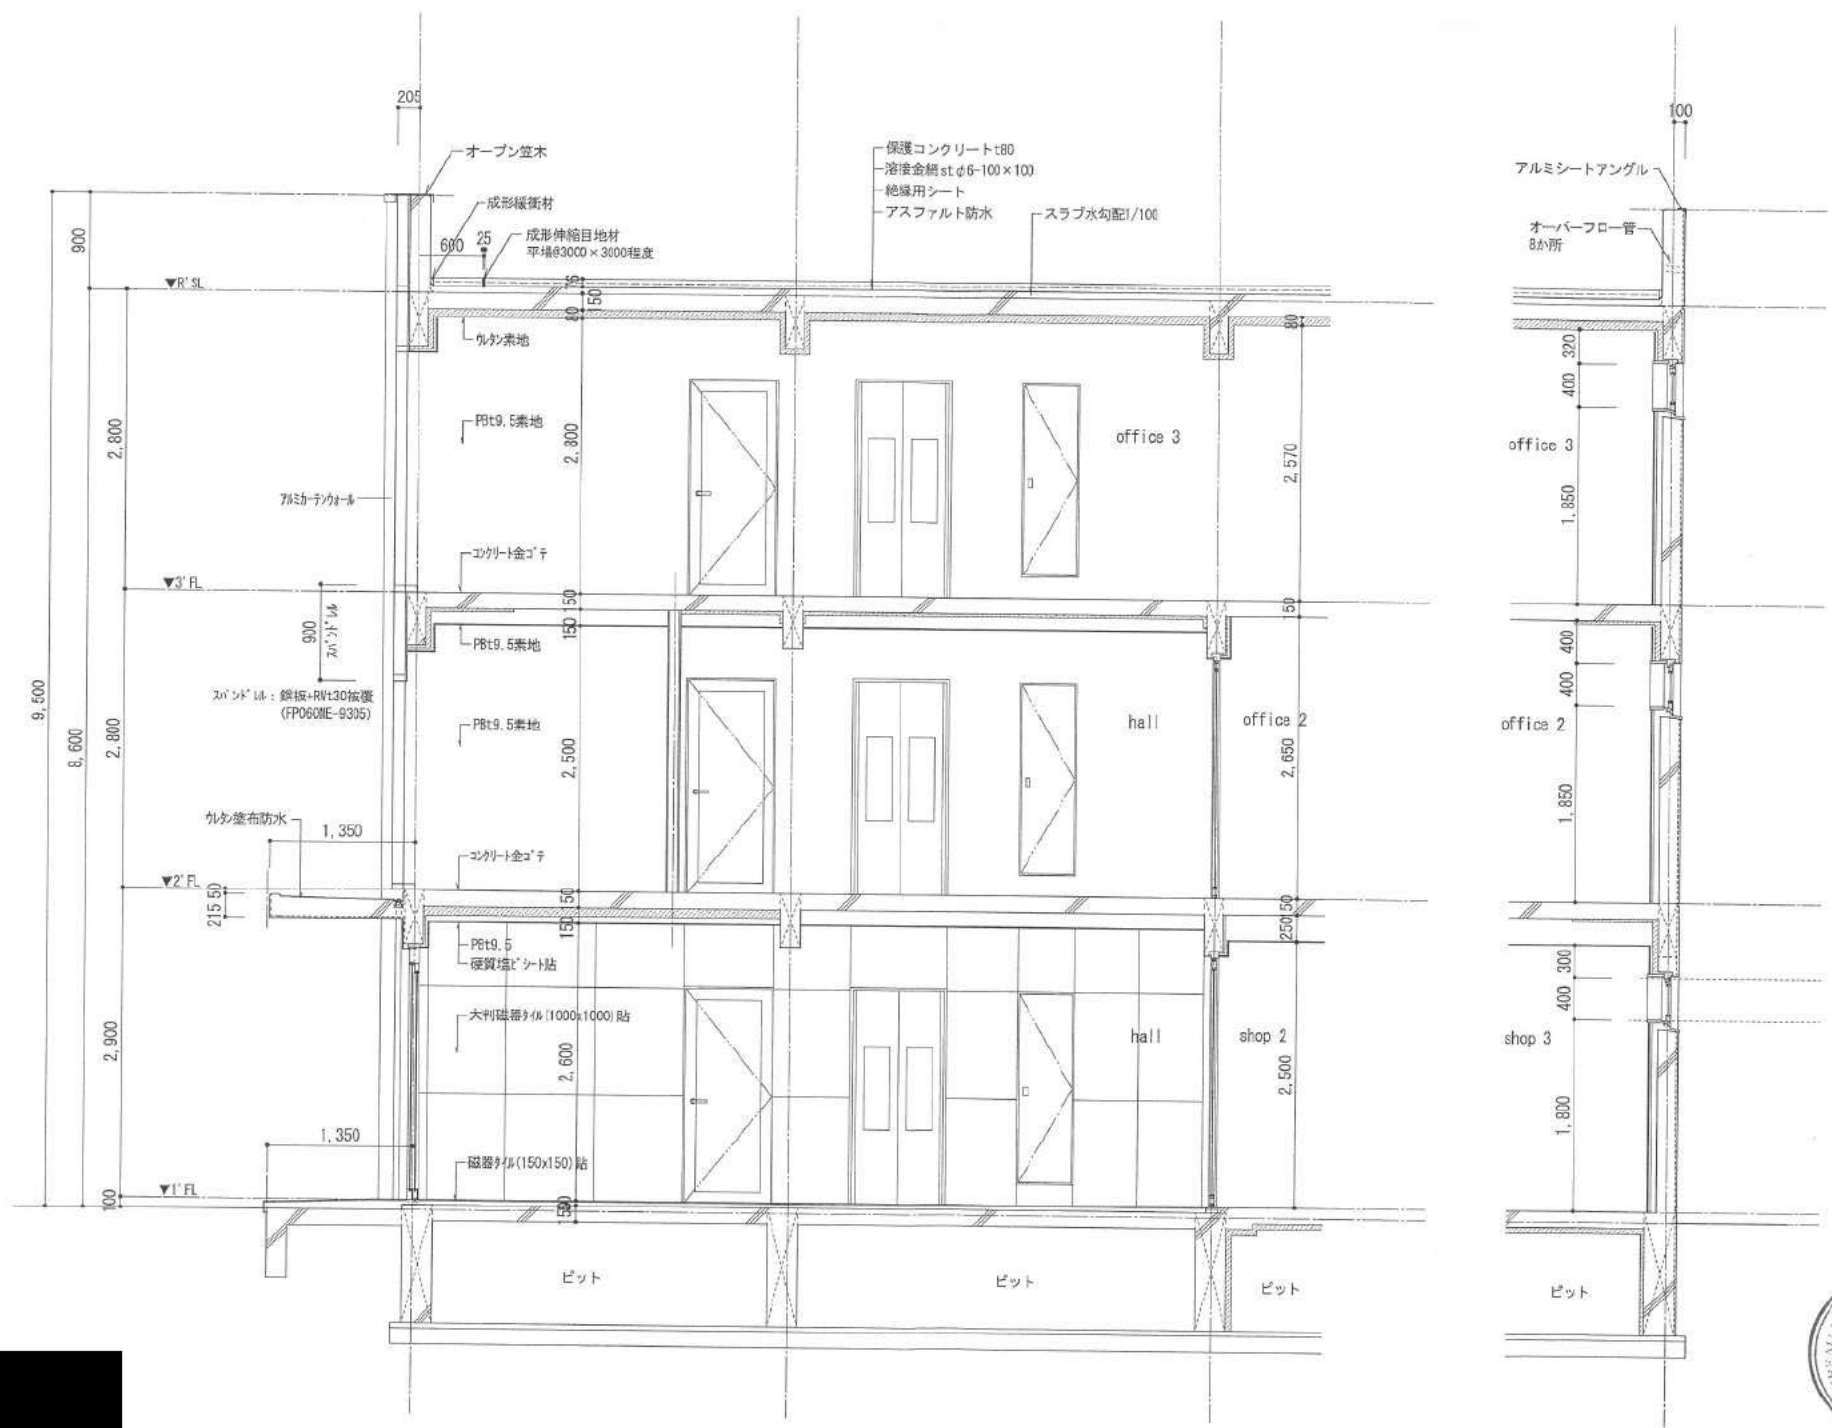 205
オープン笠木
成形緩衝材
600
25
成形伸縮目地材
平場@3000×3000程度
保護コンクリートt80
溶接金網stφ6-100×100
絶縁用シート
アスファルト防水
スラブ水勾配1/100
100
アルミシートアングル
オーバーフロー管
8か所
900
▼R'SL
150
80
80
ウレタン素地
320
400
PBt9.5素地
2,800
2,800
office 3
2,570
office 3
1,850
アルミカーテンウォール
コンクリート金ゴテ
▼3'FL
150
150
150
900
スパンドレル
PBt9.5素地
400
400
スパンドレル:鋼板+RWt30被覆
(FP060NE-9305)
9,500
8,600
2,800
PBt9.5素地
2,500
hall
office 2
2,650
office 2
1,850
ウレタン塗布防水
1,350
コンクリート金ゴテ
▼2'FL
50
215
150
150
150
250
PBt9.5
硬質塩ビシート貼
300
400
大判磁器タイル(1000x1000)貼
2,900
2,600
hall
shop 2
2,500
shop 3
1,800
1,350
磁器タイル(150x150)貼
▼1'FL
100
ピット
ピット
ピット
ピット